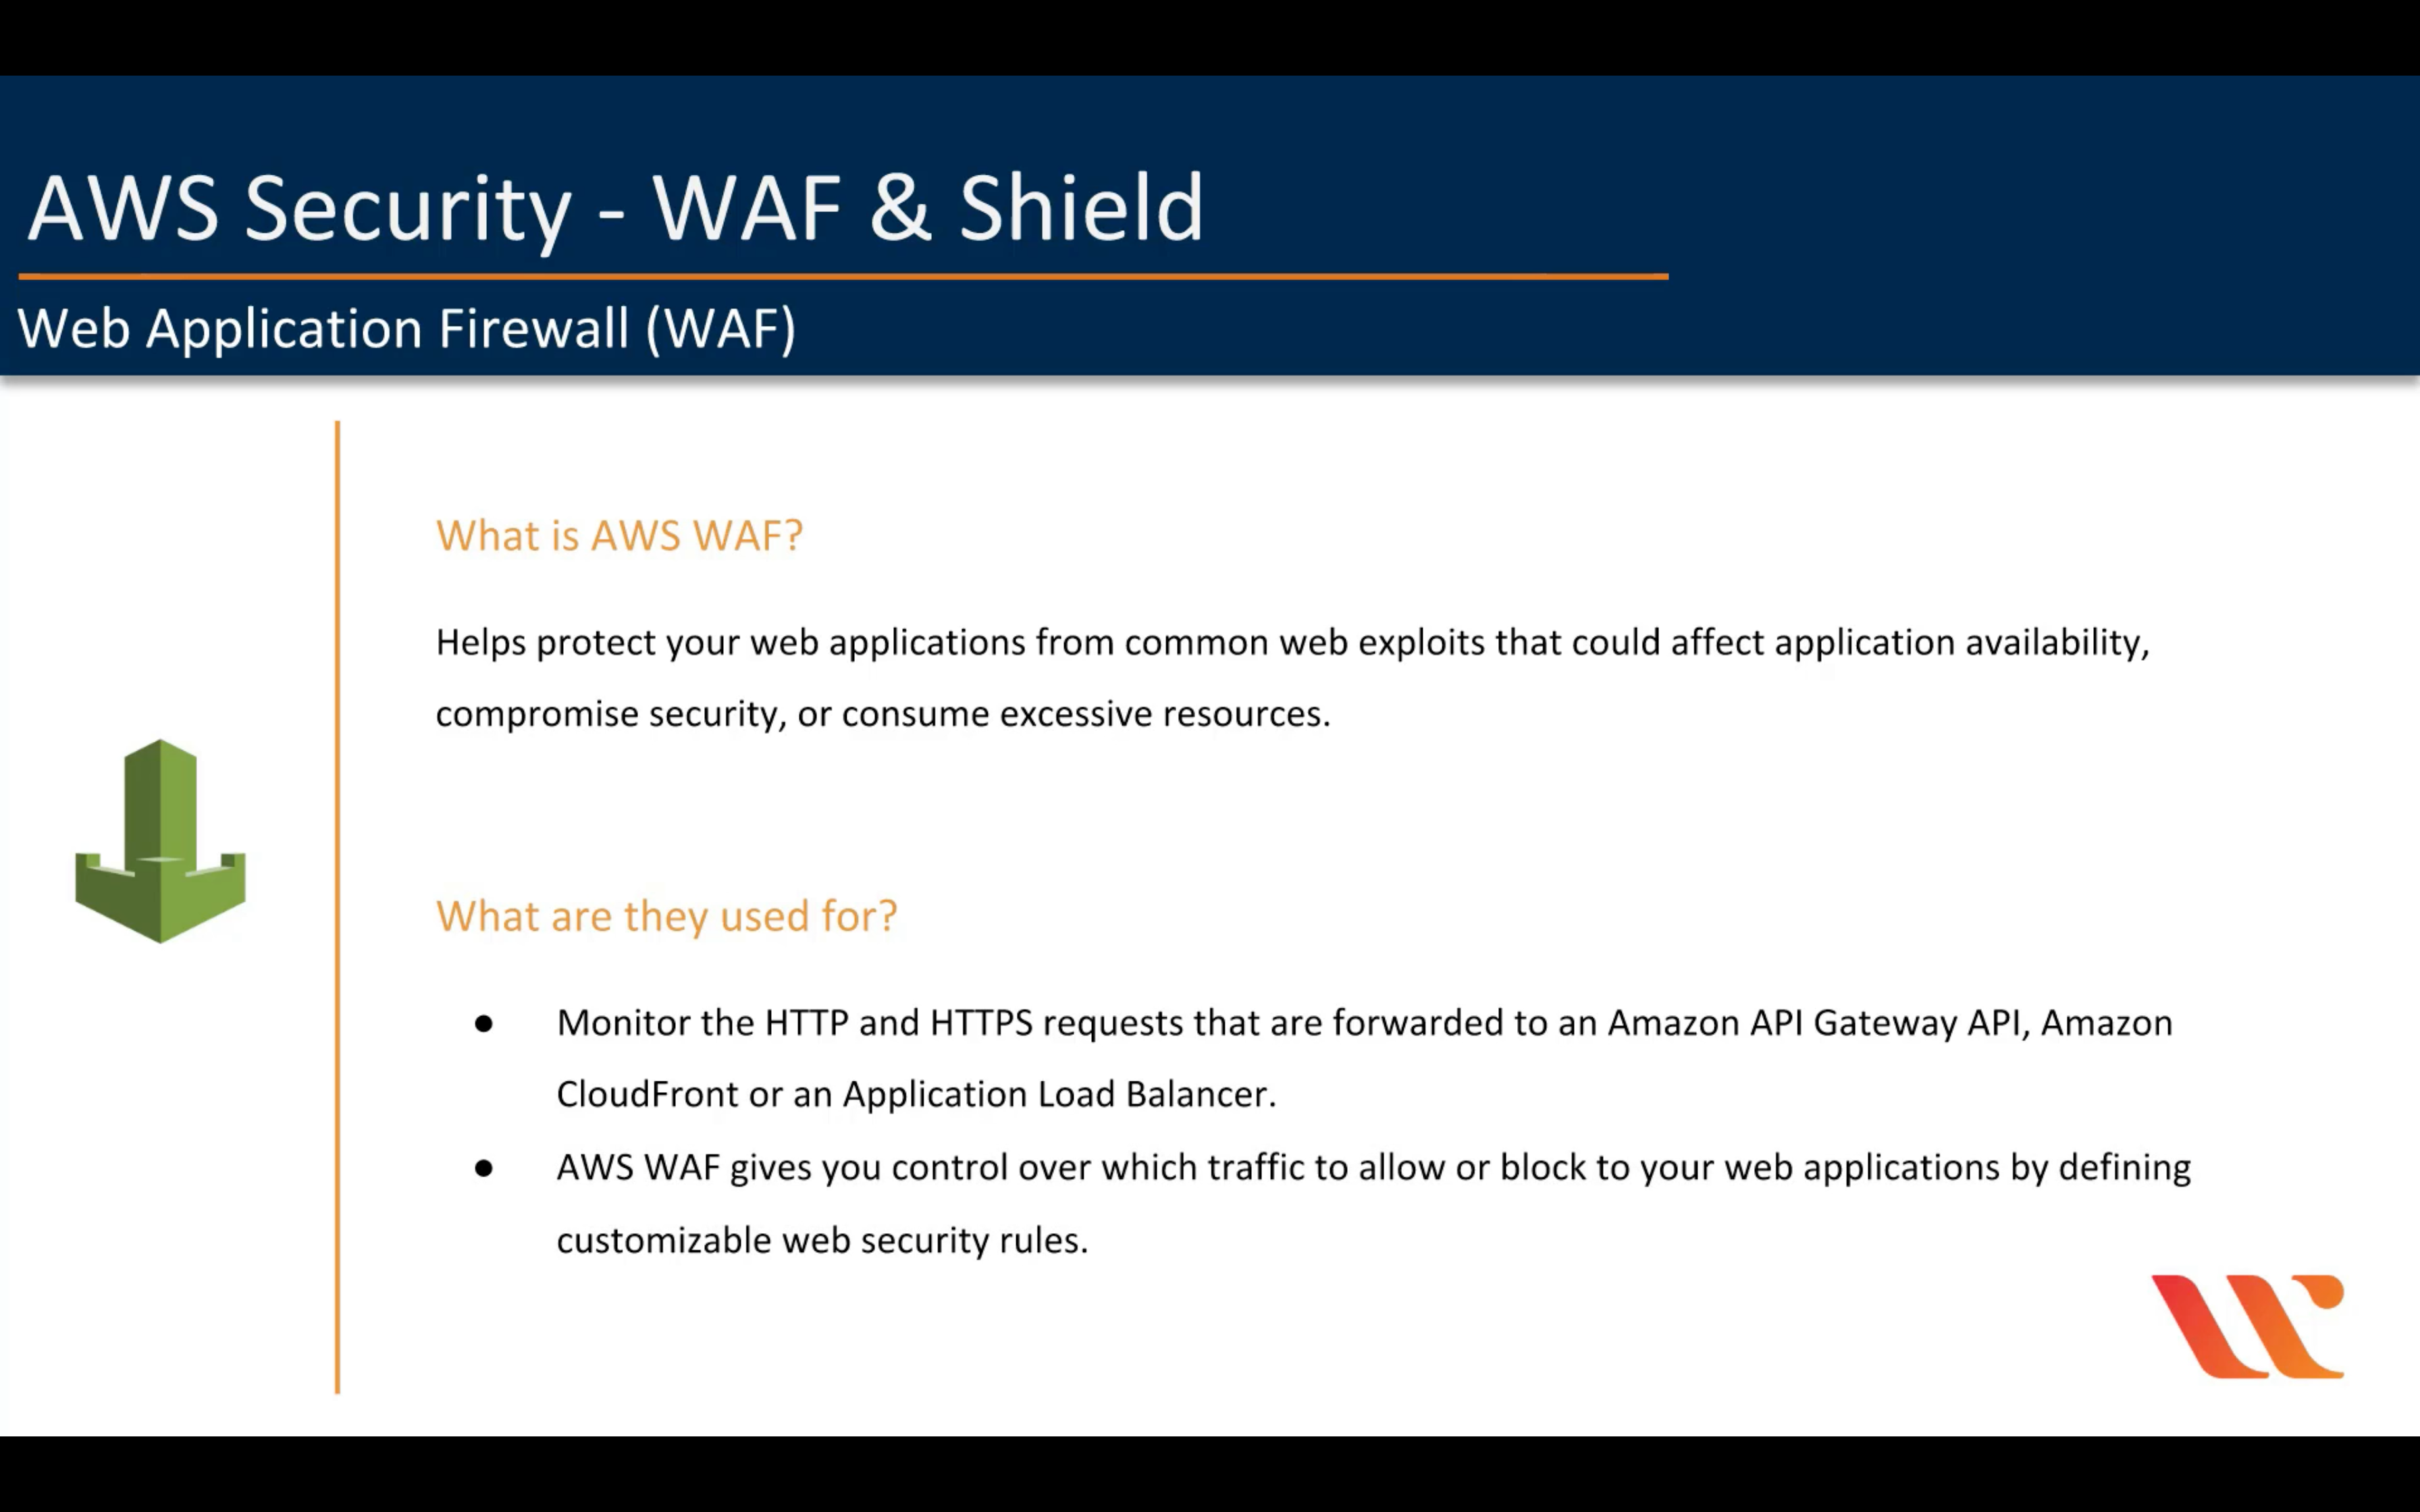 AWS Security - WAF & Shield
Web Application Firewall (WAF)
What is AWS WAF?
Helps protect your web applications from common web exploits that could affect application availability,
compromise security, or consume excessive resources.
What are they used for?
● Monitor the HTTP and HTTPS requests that are forwarded to an Amazon API Gateway API, Amazon
CloudFront or an Application Load Balancer.
● AWS WAF gives you control over which traffic to allow or block to your web applications by defining
customizable web security rules.